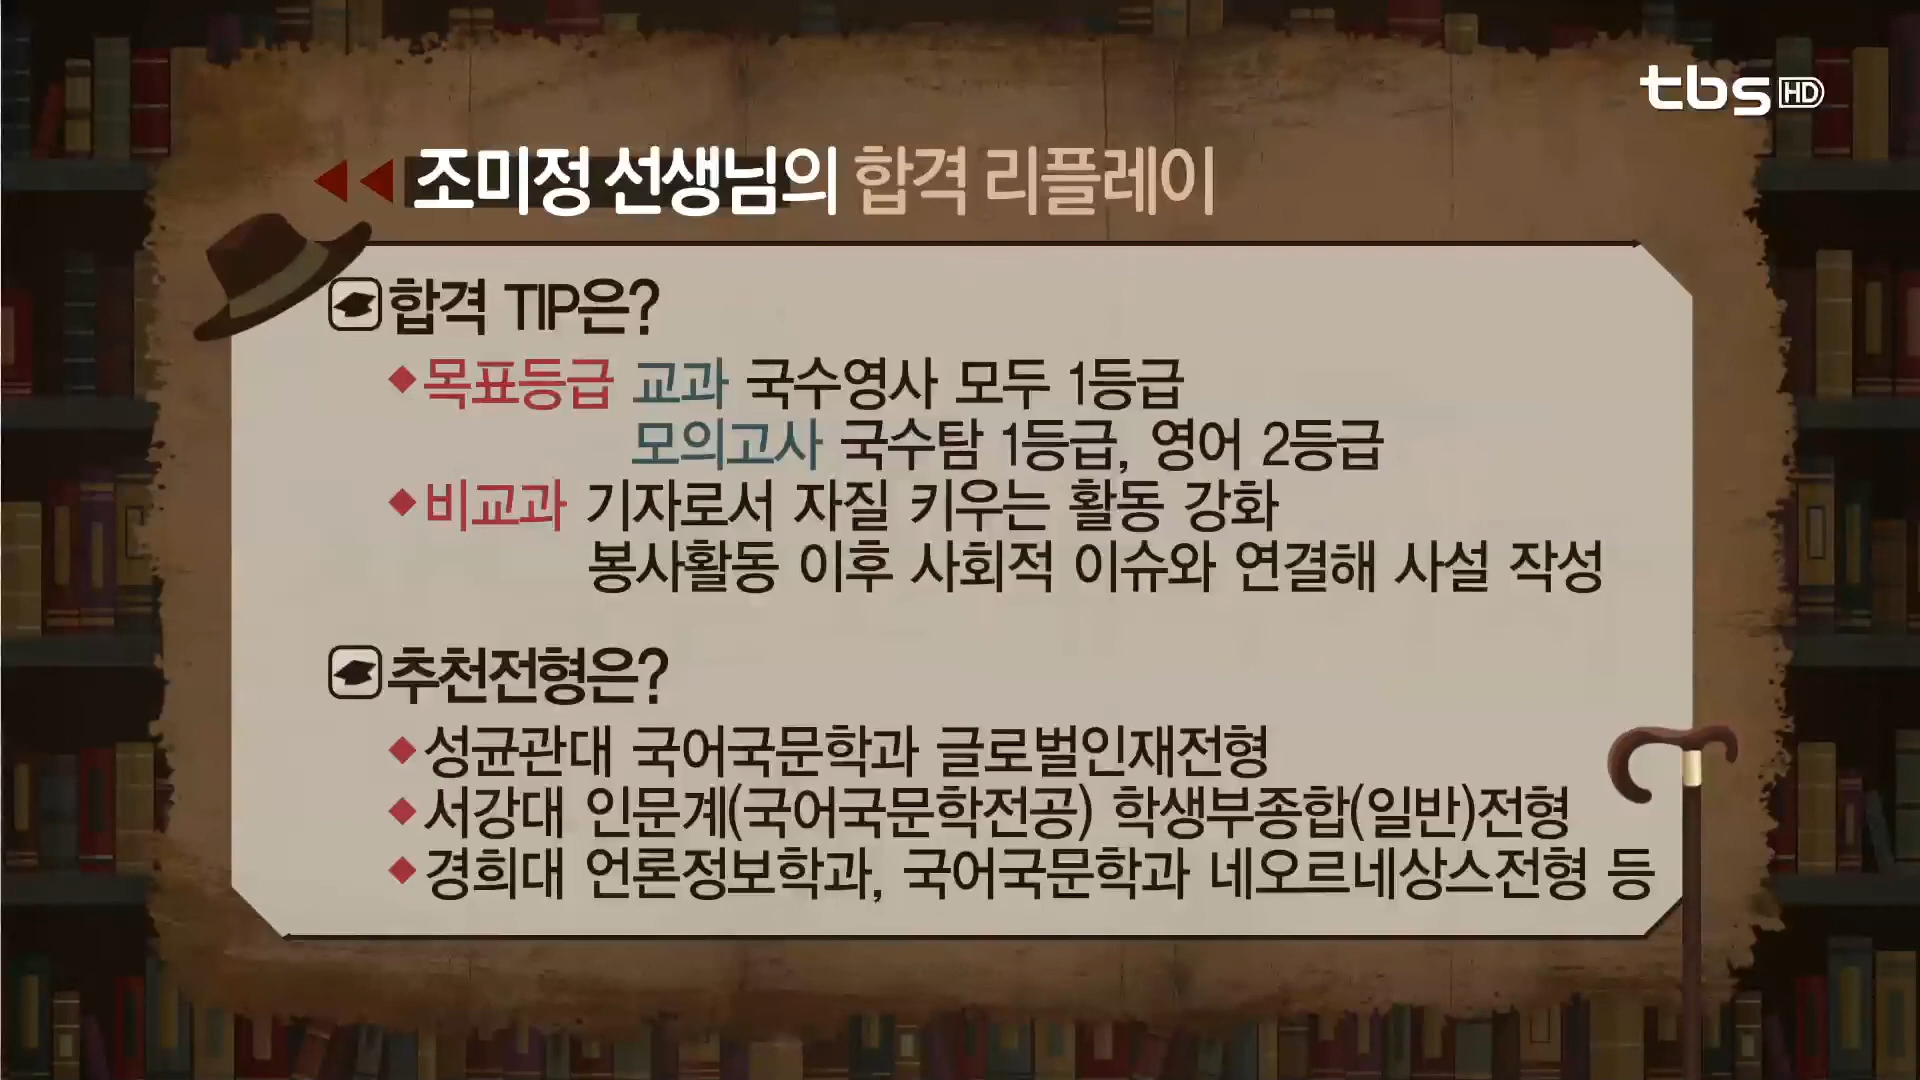 tbs HD
조미정 선생님의 합격 리플레이
합격 TIP은?
목표등급 교과 국수영사 모두 1등급
모의고사 국수탐 1등급, 영어 2등급
비교과 기자로서 자질 키우는 활동 강화
봉사활동 이후 사회적 이슈와 연결해 사설 작성
추천전형은?
성균관대 국어국문학과 글로벌인재전형
서강대 인문계(국어국문학전공) 학생부종합(일반)전형
경희대 언론정보학과, 국어국문학과 네오르네상스전형 등